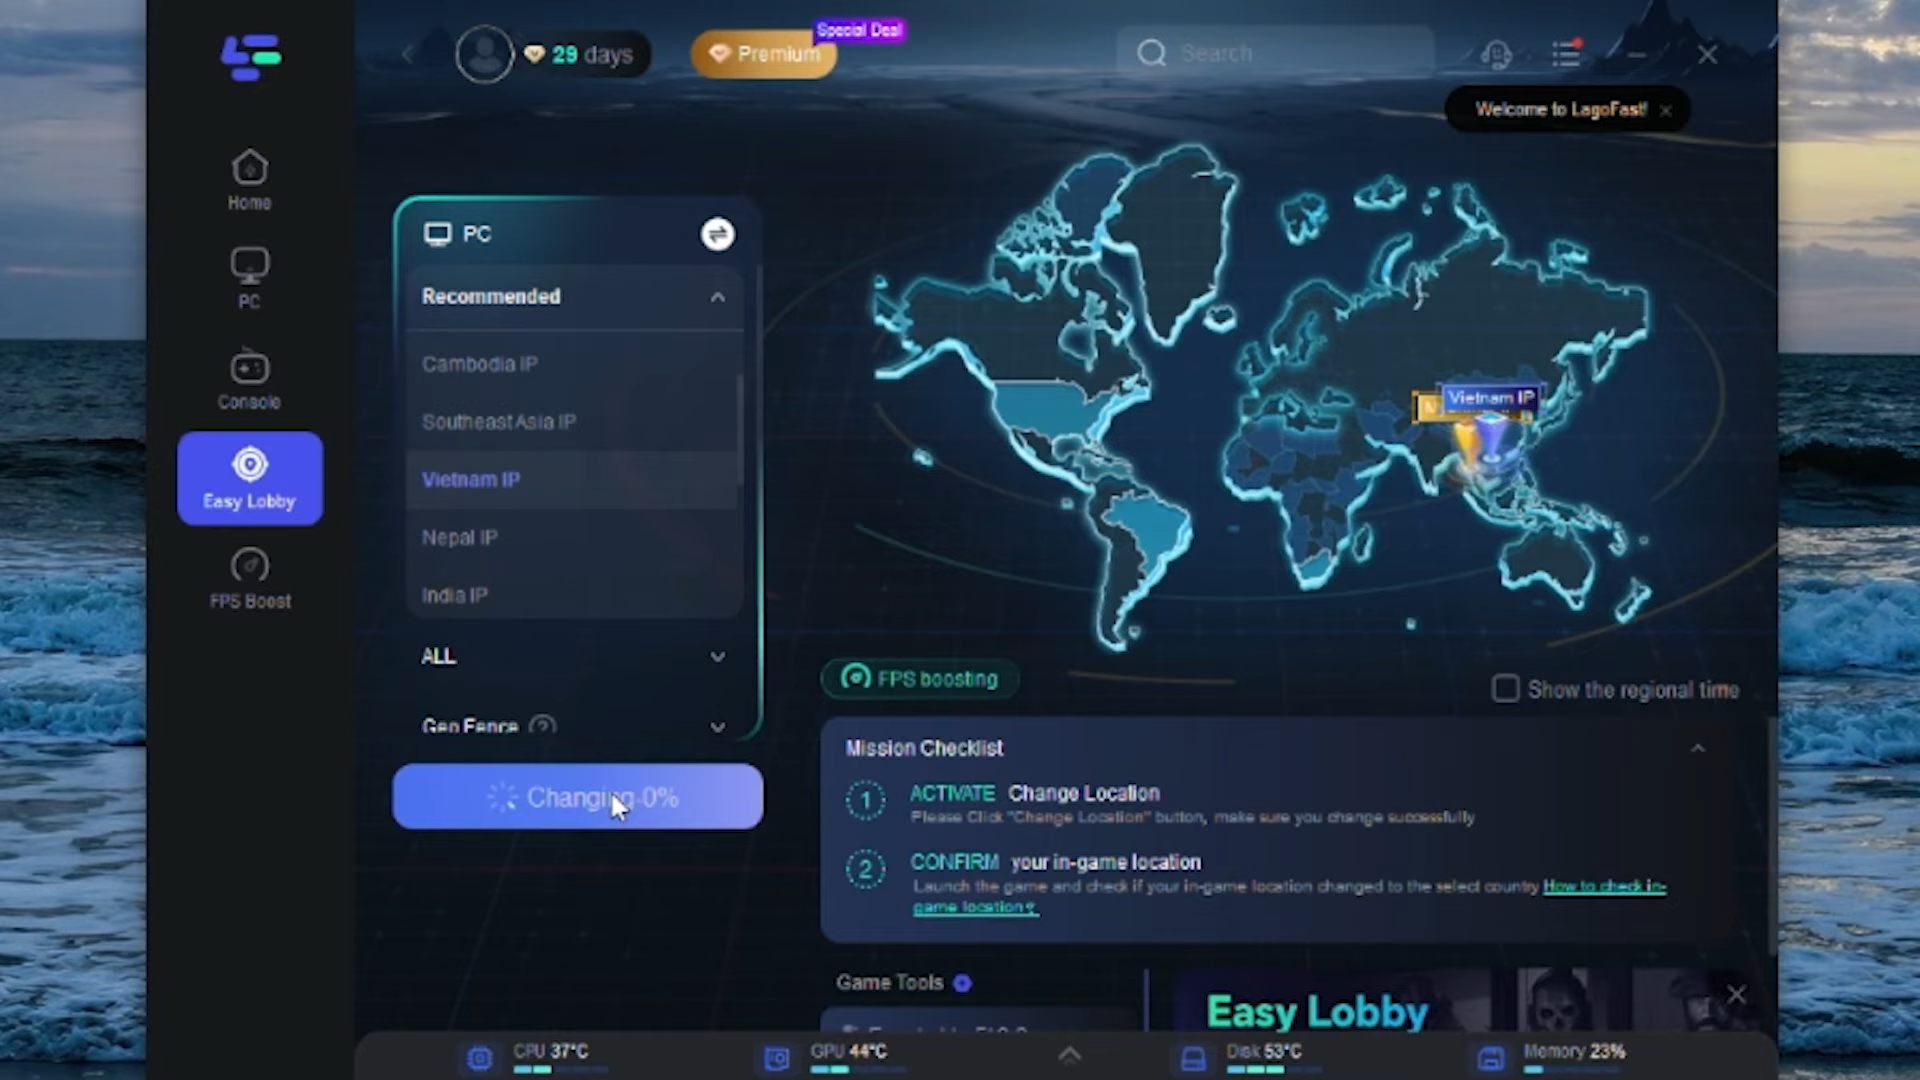 29 days
Premium
Special Deal
Search
Welcome to LagoFast!
Home
PC
Console
Easy Lobby
FPS Boost
PC
Recommended
Cambodia IP
Southeast Asia IP
Vietnam IP
Nepal IP
India IP
ALL
Geo Fence
Changing 0%
Vietnam IP
FPS boosting
Show the regional time
Mission Checklist
1 ACTIVATE Change Location
Please Click "Change Location" button, make sure you change successfully
2 CONFIRM your in-game location
Launch the game and check if your in-game location changed to the select country How to check in-
game location?
Game Tools
Easy Lobby
CPU 37°C
GPU 44°C
Disk 53°C
Memory 23%